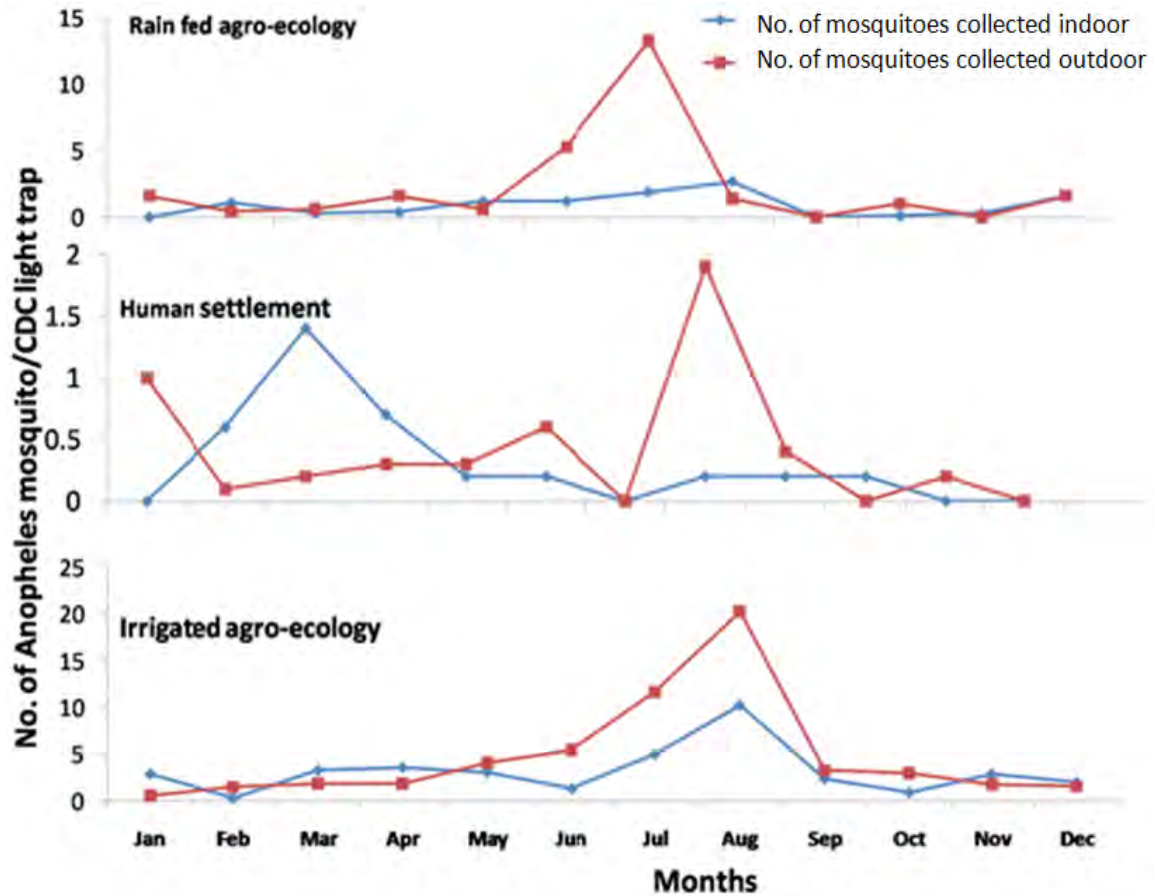 15
Rain fed agro-ecology
10
5
0
No. of mosquitoes collected indoor
No. of mosquitoes collected outdoor
No. of Anopheles mosquito/CDC light trap
2
Human settlement
1.5
1
0.5
0
25
Irrigated agro-ecology
20
15
10
5
0
Jan Feb Mar Apr May Jun Jul Aug Sep Oct Nov Dec
Months